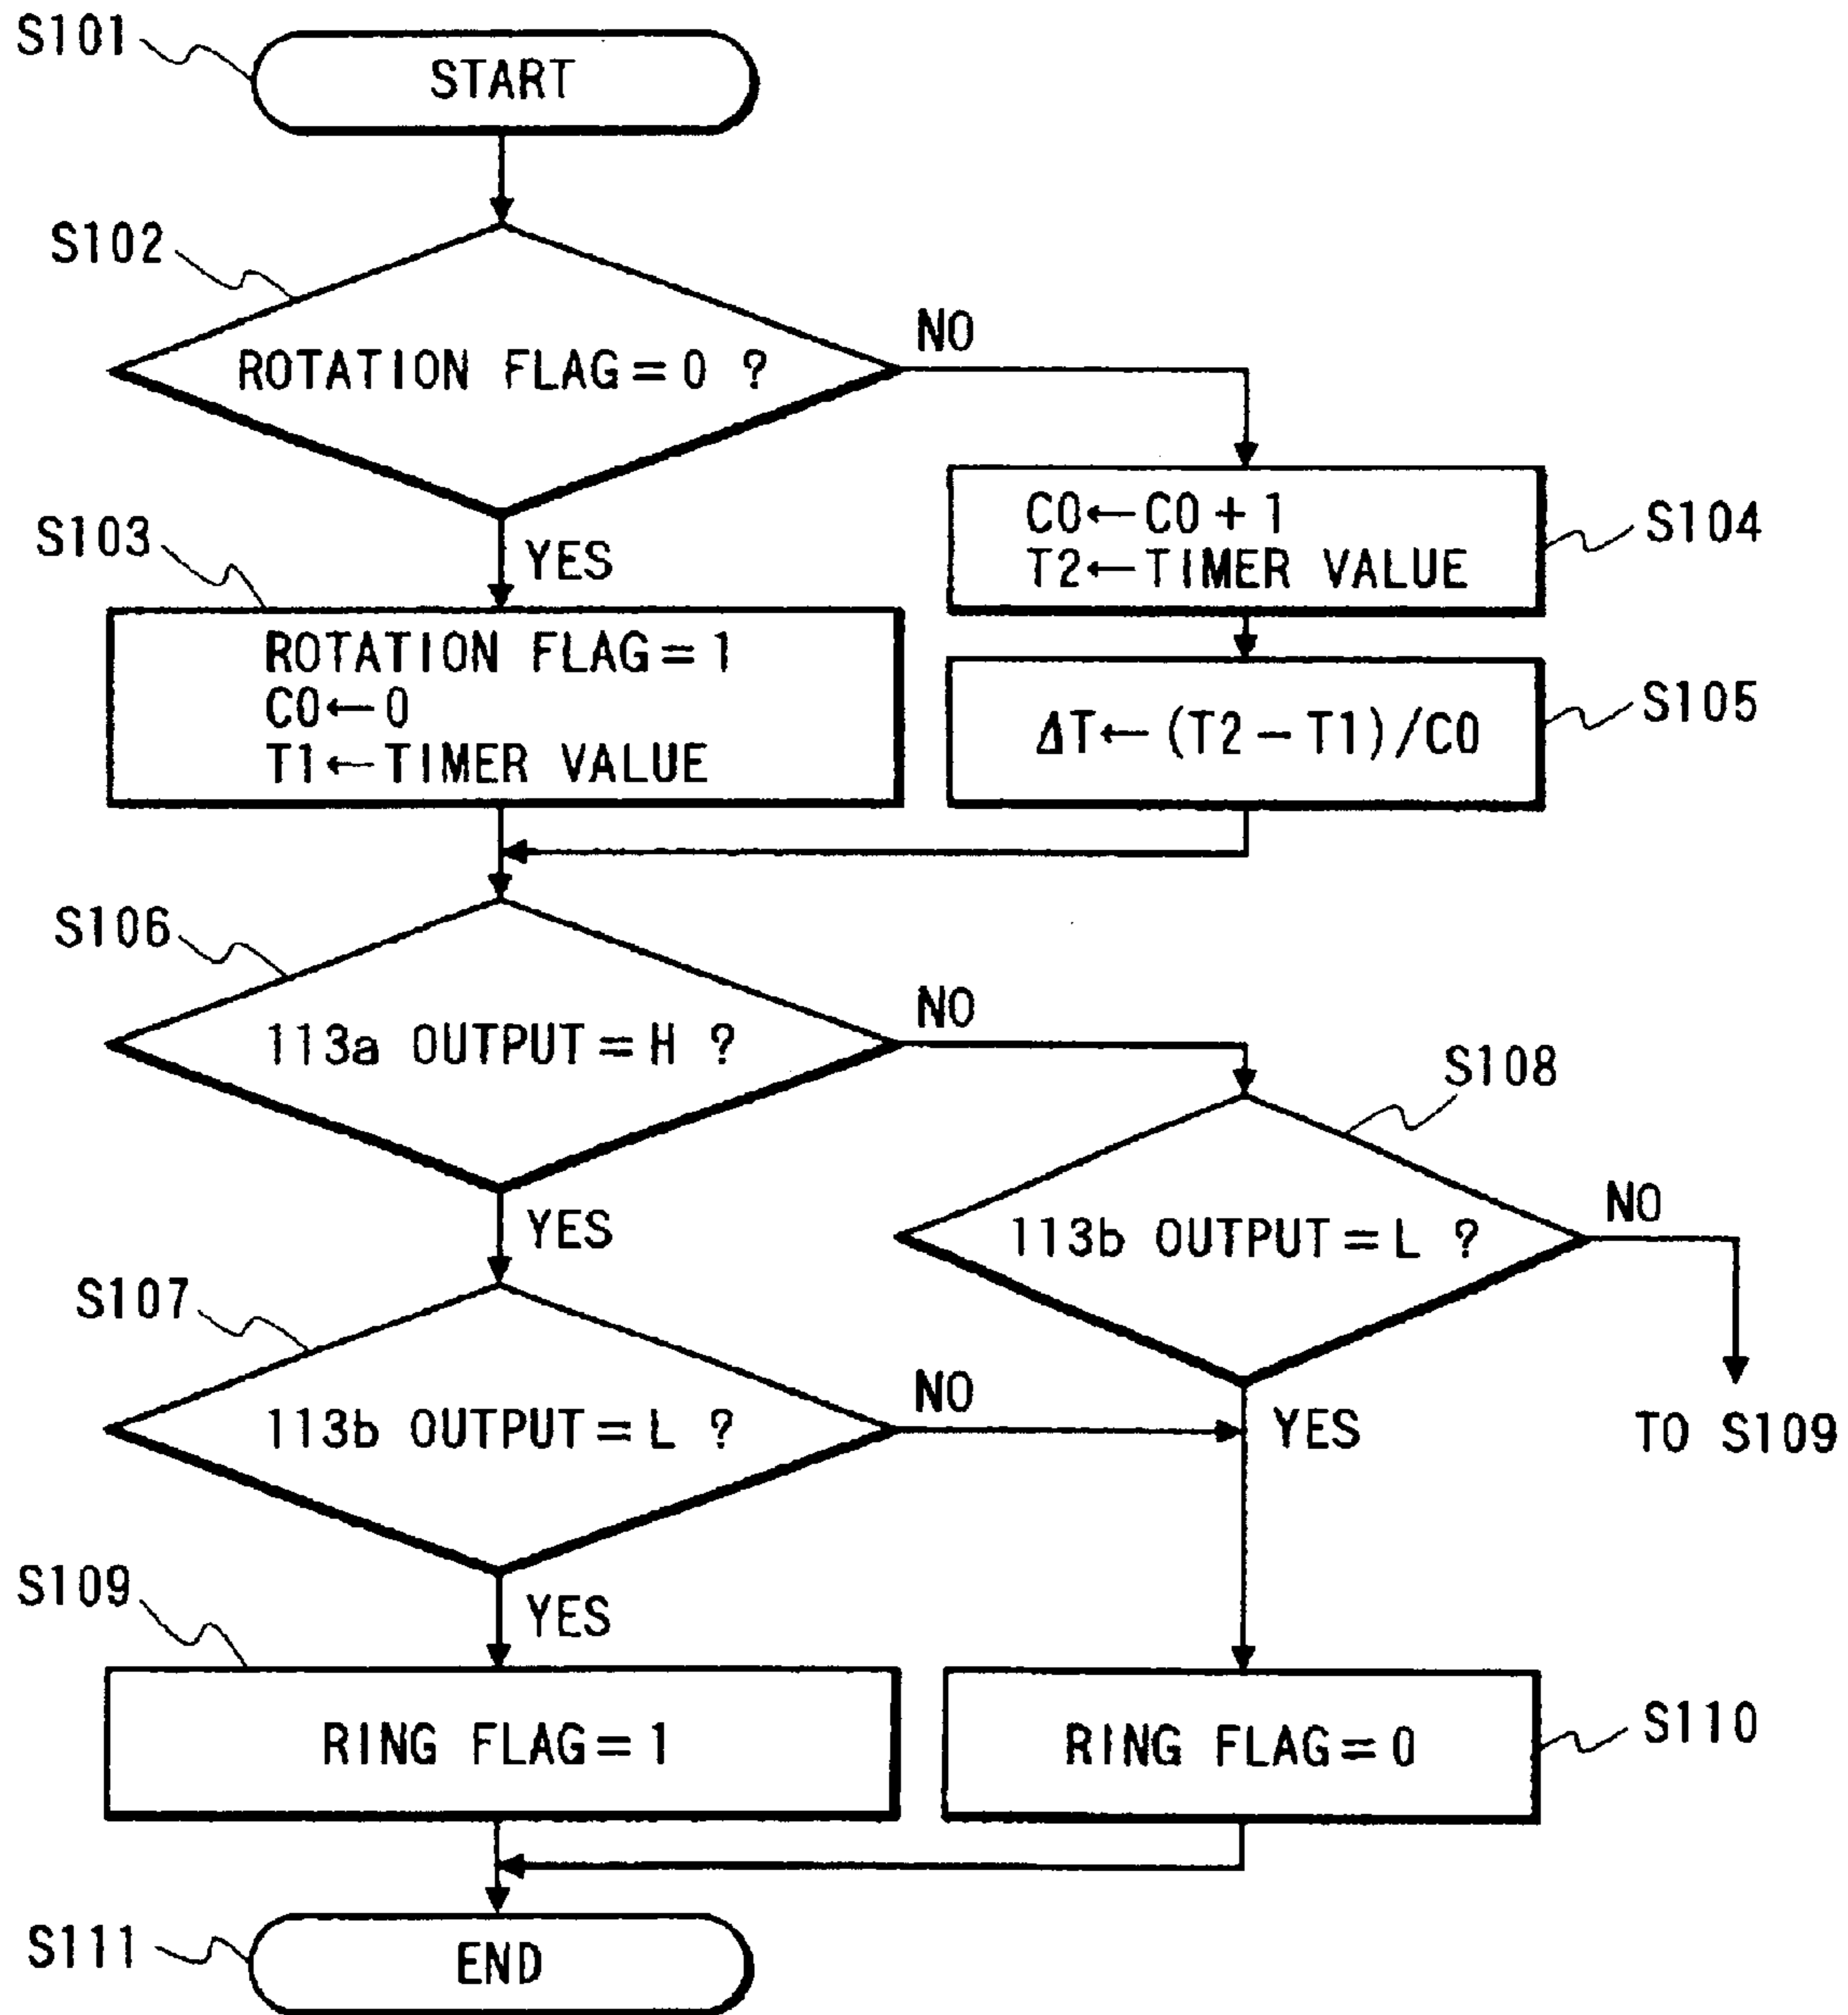 S101
START
S102
ROTATION FLAG=0 ?
NO
YES
S103
ROTATION FLAG=1
C0←0
T1←TIMER VALUE
C0←C0+1
T2←TIMER VALUE
S104
ΔT←(T2-T1)/C0
S105
S106
113a OUTPUT=H ?
NO
YES
S108
113b OUTPUT=L ?
NO
YES
TO S109
S107
113b OUTPUT=L ?
NO
YES
S109
RING FLAG=1
RING FLAG=0
S110
S111
END